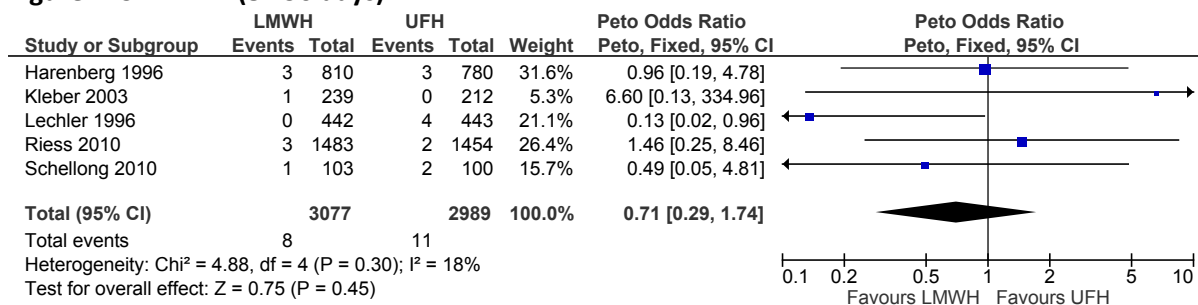 LMWH UFH Peto Odds Ratio Peto Odds Ratio
Study or Subgroup Events Total Events Total Weight Peto, Fixed, 95% CI Peto, Fixed, 95% CI
Harenberg 1996 3 810 3 780 31.6% 0.96 [0.19, 4.78]
Kleber 2003 1 239 0 212 5.3% 6.60 [0.13, 334.96]
Lechler 1996 0 442 4 443 21.1% 0.13 [0.02, 0.96]
Riess 2010 3 1483 2 1454 26.4% 1.46 [0.25, 8.46]
Schellong 2010 1 103 2 100 15.7% 0.49 [0.05, 4.81]
Total (95% CI) 3077 2989 100.0% 0.71 [0.29, 1.74]
Total events 8 11
Heterogeneity: Chi² = 4.88, df = 4 (P = 0.30); I² = 18%
Test for overall effect: Z = 0.75 (P = 0.45)
0.1 0.2 0.5 1 2 5 10
Favours LMWH Favours UFH